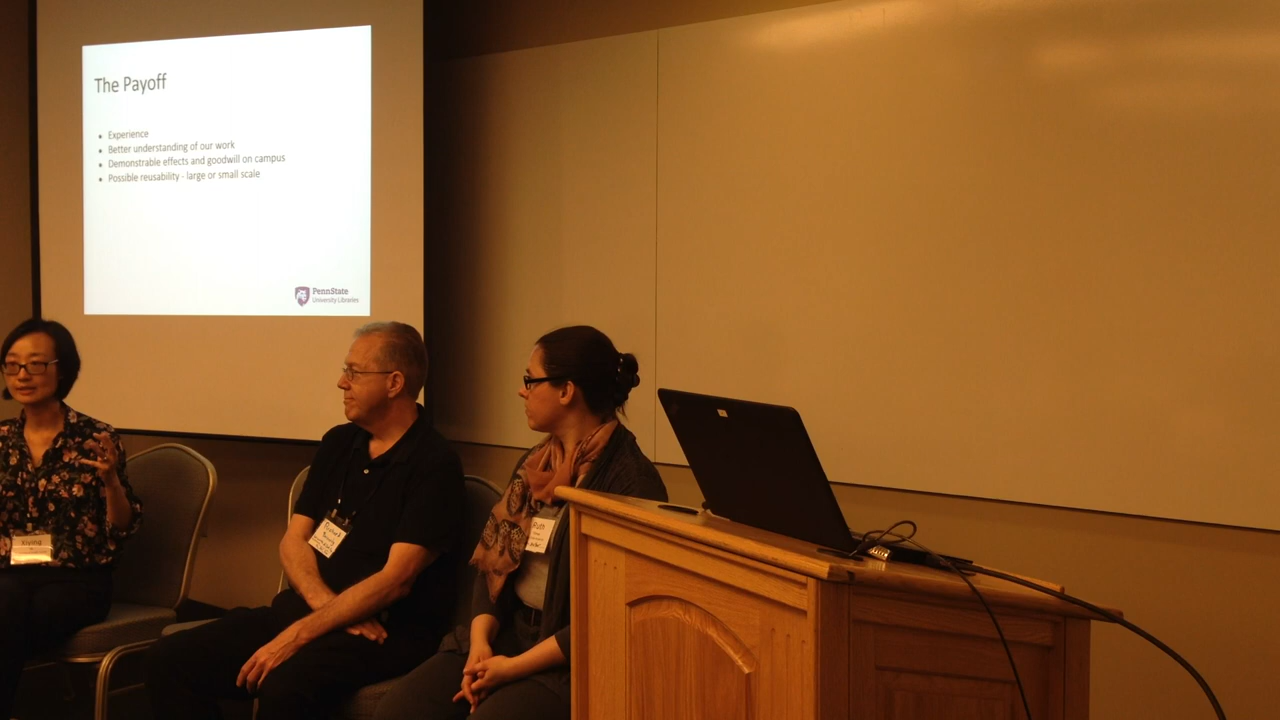 The Payoff
• Experience
• Better understanding of our work
• Demonstrable effects and goodwill on campus
• Possible reusability - large or small scale
PennState
University Libraries
Xiying
Ruth